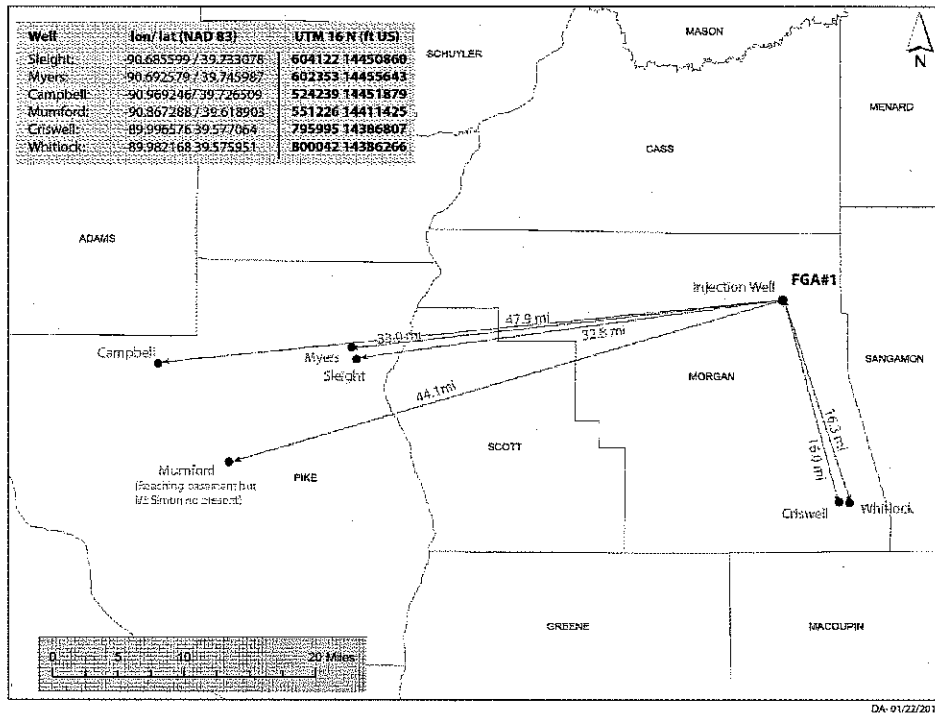 Well lon/lat (NAD 83) UTM 16 N (ft US)
Sleight: -90.685599 / 39.733078 604122 14450860
Myers: -90.692579 / 39.745987 602353 14455643
Campbell: -90.969246/ 39.726509 524239 14451879
Mumford: -90.867288 / 39.618903 551226 14411425
Criswell: -89.996576 39.577064 795995 14386807
Whitlock: -89.982168 39.575951 800042 14386266
MASON
SCHUYLER
N
MENARD
CASS
ADAMS
FGA#1
Injection Well
47.9 mi
33.0 mi
32.8 mi
Campbell
Myers
Sleight
SANGAMON
MORGAN
44.1mi
16.3 mi
16.0 mi
SCOTT
Mumford
(Reaching basement but
Mt Simon no present)
PIKE
Criswell
Whitlock
GREENE
MACOUPIN
0 5 10 20 Miles
DA- 01/22/201